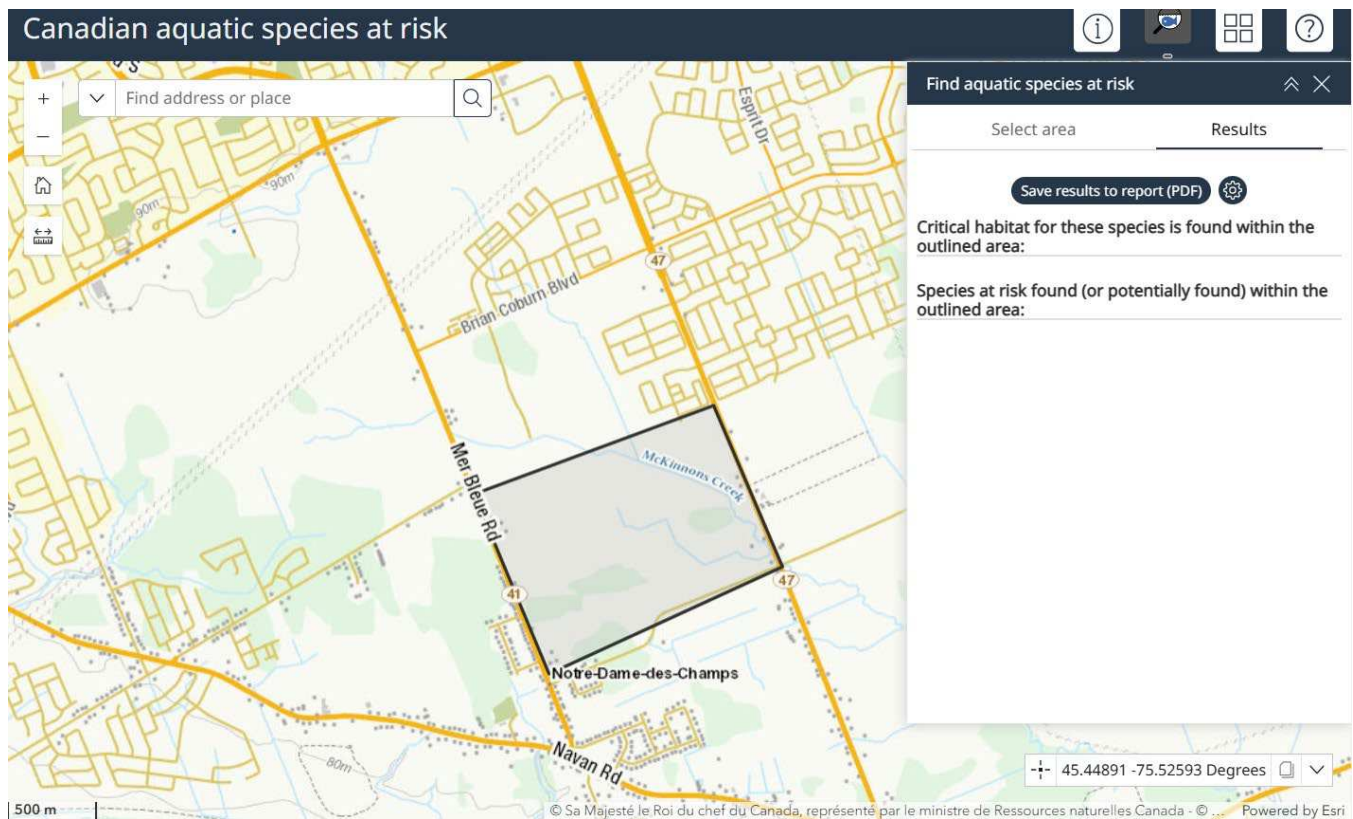 Canadian aquatic species at risk
Find address or place
Find aquatic species at risk
Select area
Results
Save results to report (PDF)
Critical habitat for these species is found within the
outlined area:
Species at risk found (or potentially found) within the
outlined area:
Esprit Dr
90m
90m
47
Brian Coburn Blvd
Mer Bleue Rd
McKinnons Creek
47
41
Notre-Dame-des-Champs
Navan Rd
80m
45.44891 -75.52593 Degrees
500 m
© Sa Majesté le Roi du chef du Canada, représenté par le ministre de Ressources naturelles Canada - © ...
Powered by Esri